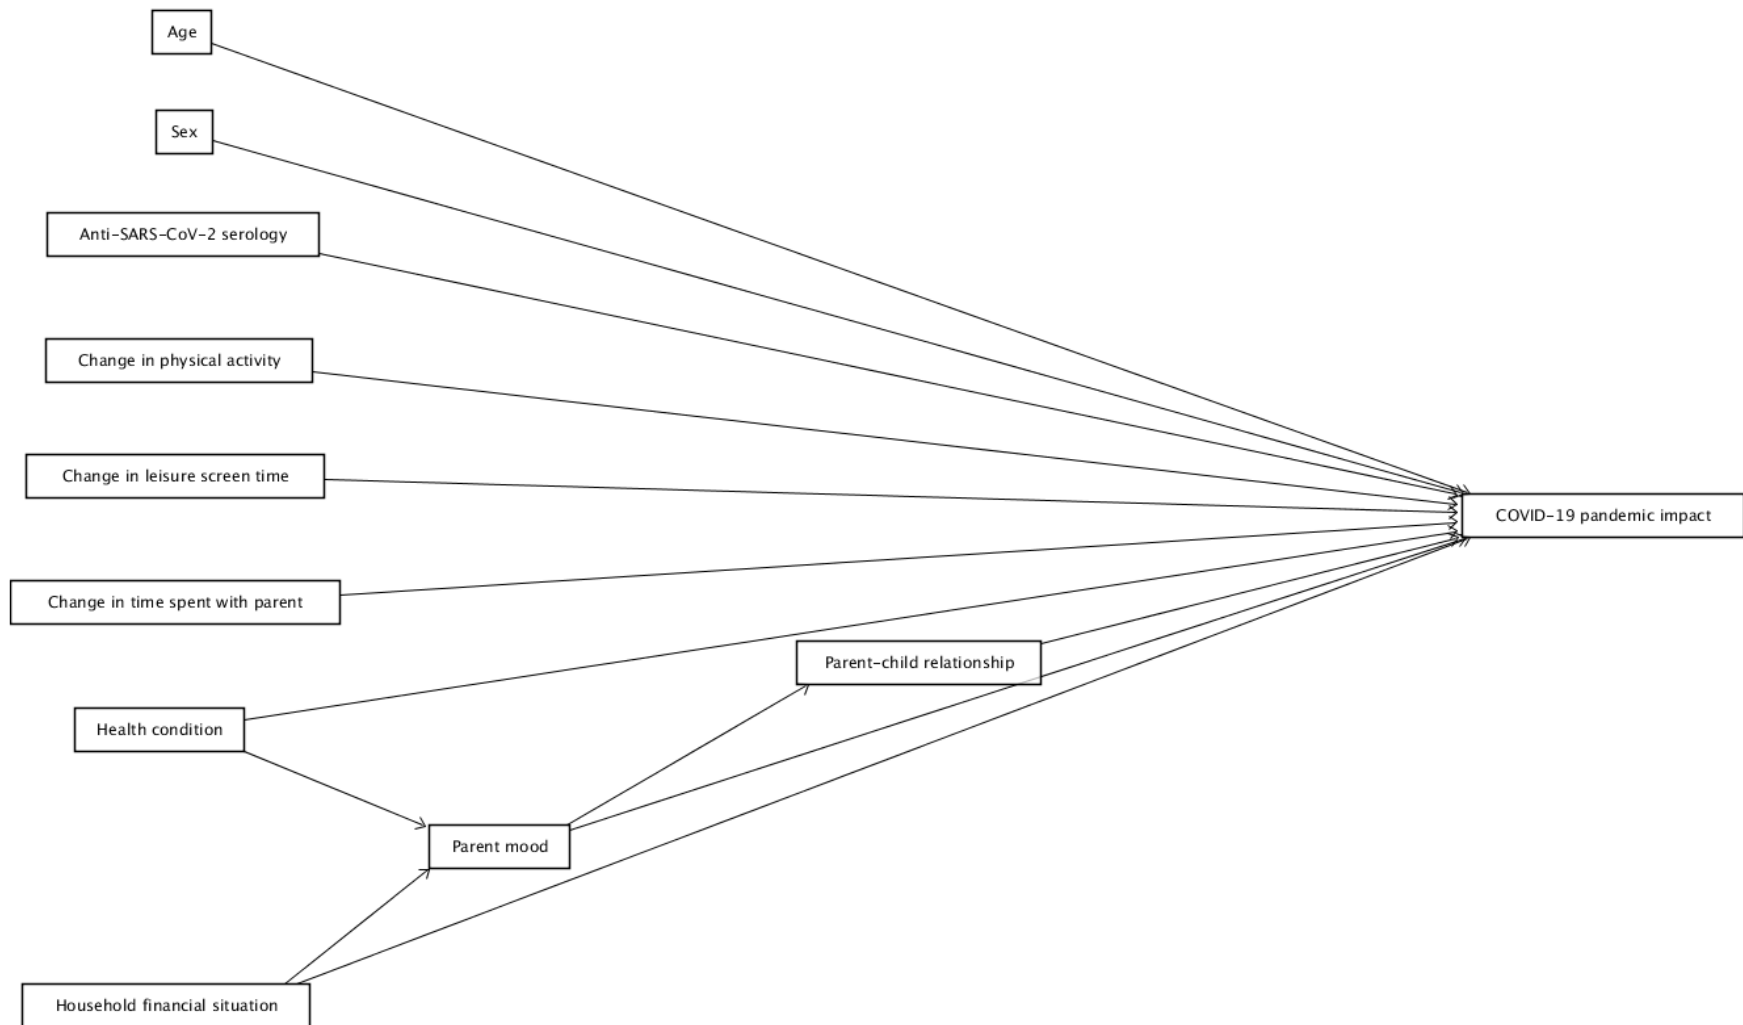 Age
Sex
Anti-SARS-CoV-2 serology
Change in physical activity
Change in leisure screen time
COVID-19 pandemic impact
Change in time spent with parent
Parent-child relationship
Health condition
Parent mood
Household financial situation